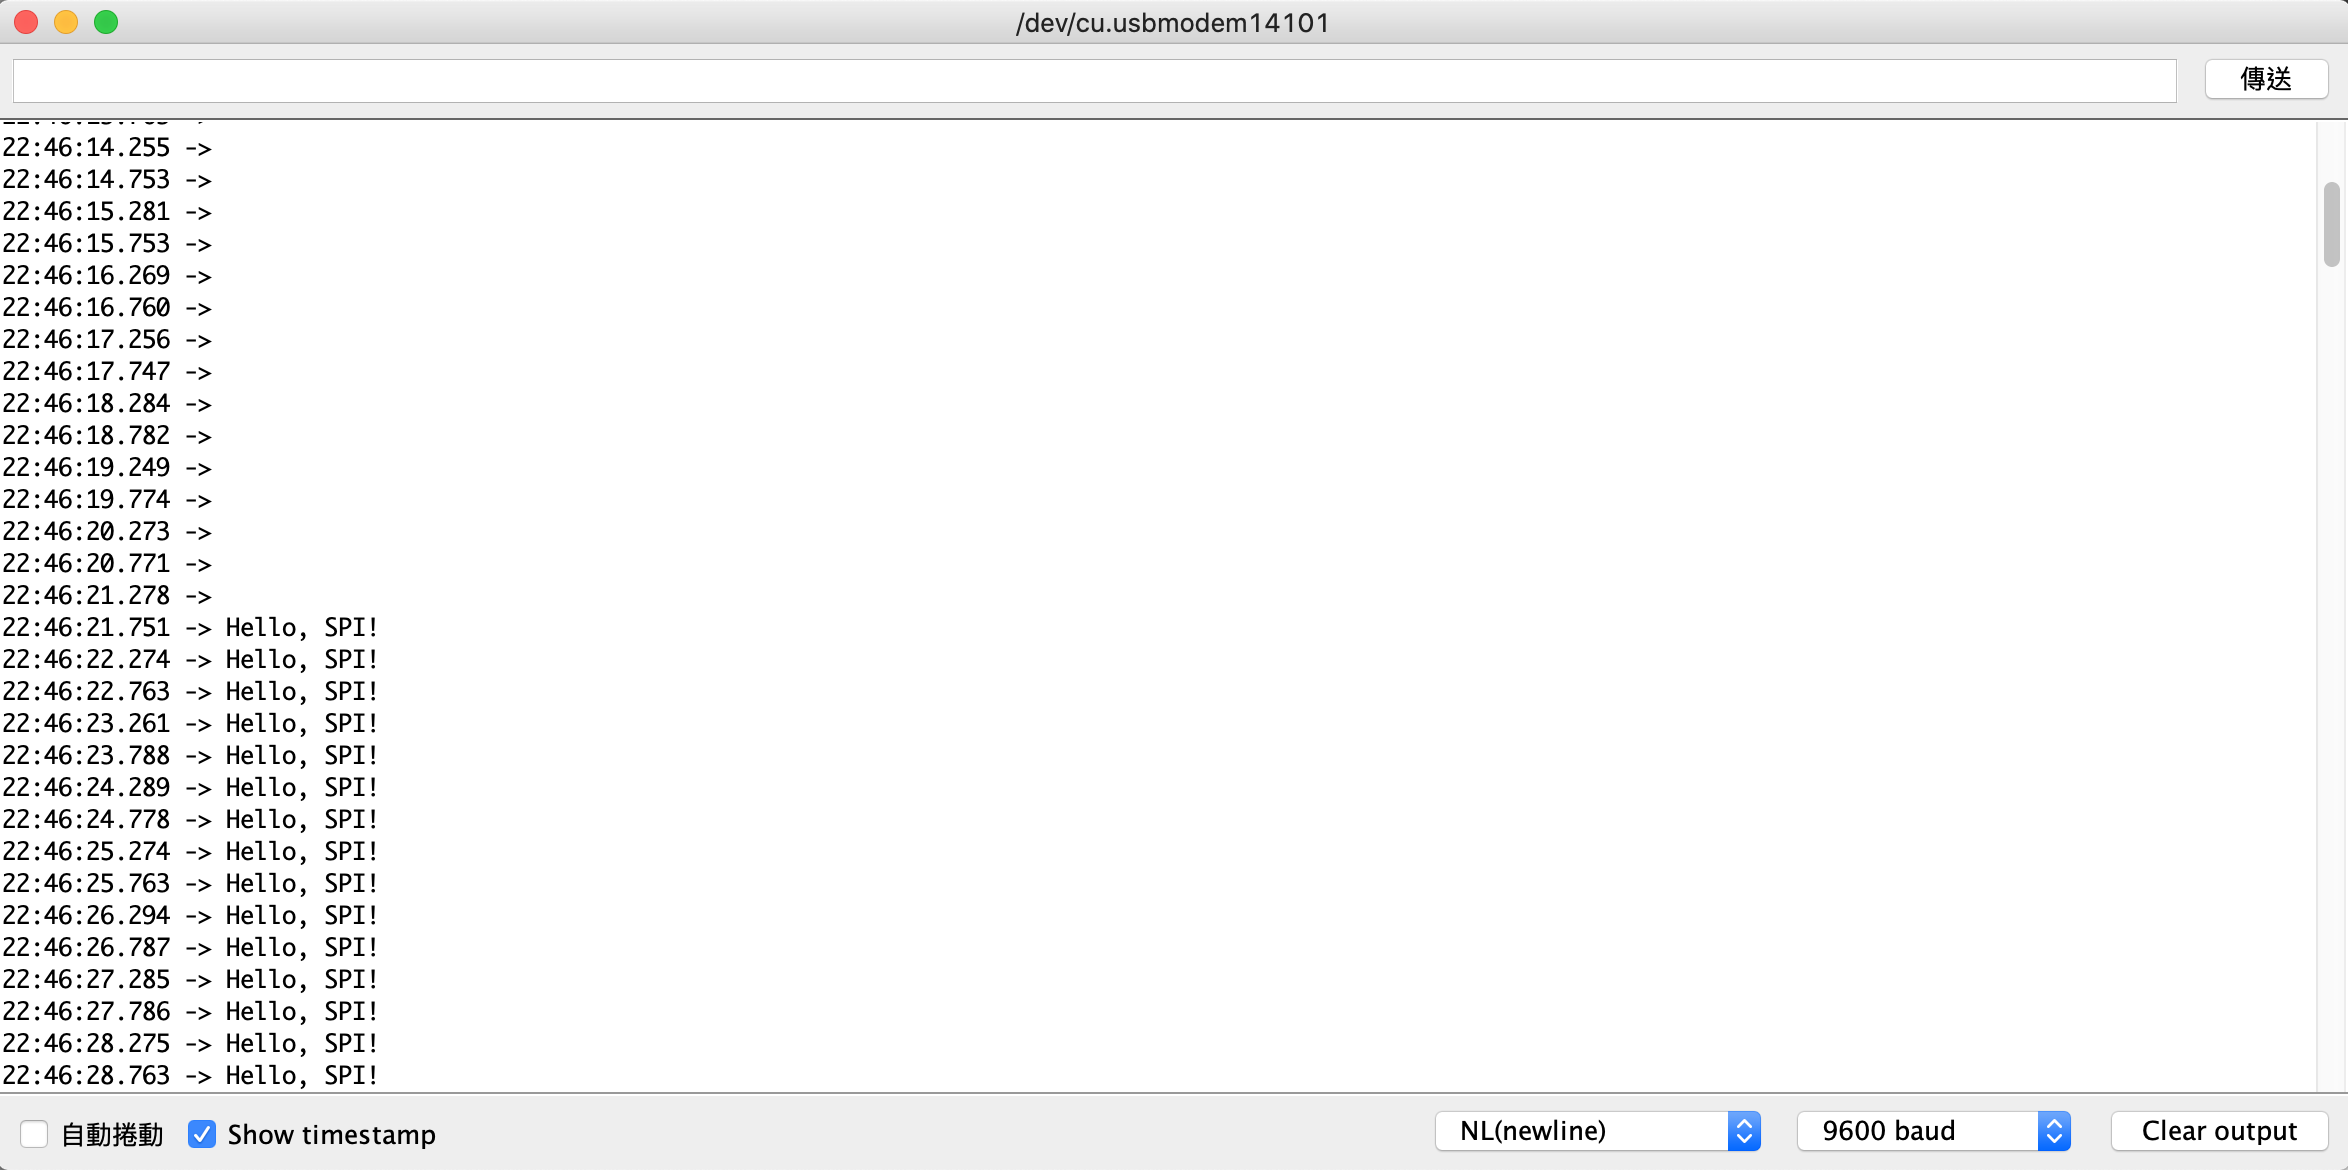 /dev/cu.usbmodem14101
傳送
22:46:14.255 ->
22:46:14.753 ->
22:46:15.281 ->
22:46:15.753 ->
22:46:16.269 ->
22:46:16.760 ->
22:46:17.256 ->
22:46:17.747 ->
22:46:18.284 ->
22:46:18.782 ->
22:46:19.249 ->
22:46:19.774 ->
22:46:20.273 ->
22:46:20.771 ->
22:46:21.278 ->
22:46:21.751 -> Hello, SPI!
22:46:22.274 -> Hello, SPI!
22:46:22.763 -> Hello, SPI!
22:46:23.261 -> Hello, SPI!
22:46:23.788 -> Hello, SPI!
22:46:24.289 -> Hello, SPI!
22:46:24.778 -> Hello, SPI!
22:46:25.274 -> Hello, SPI!
22:46:25.763 -> Hello, SPI!
22:46:26.294 -> Hello, SPI!
22:46:26.787 -> Hello, SPI!
22:46:27.285 -> Hello, SPI!
22:46:27.786 -> Hello, SPI!
22:46:28.275 -> Hello, SPI!
22:46:28.763 -> Hello, SPI!
自動捲動 Show timestamp NL(newline) 9600 baud Clear output